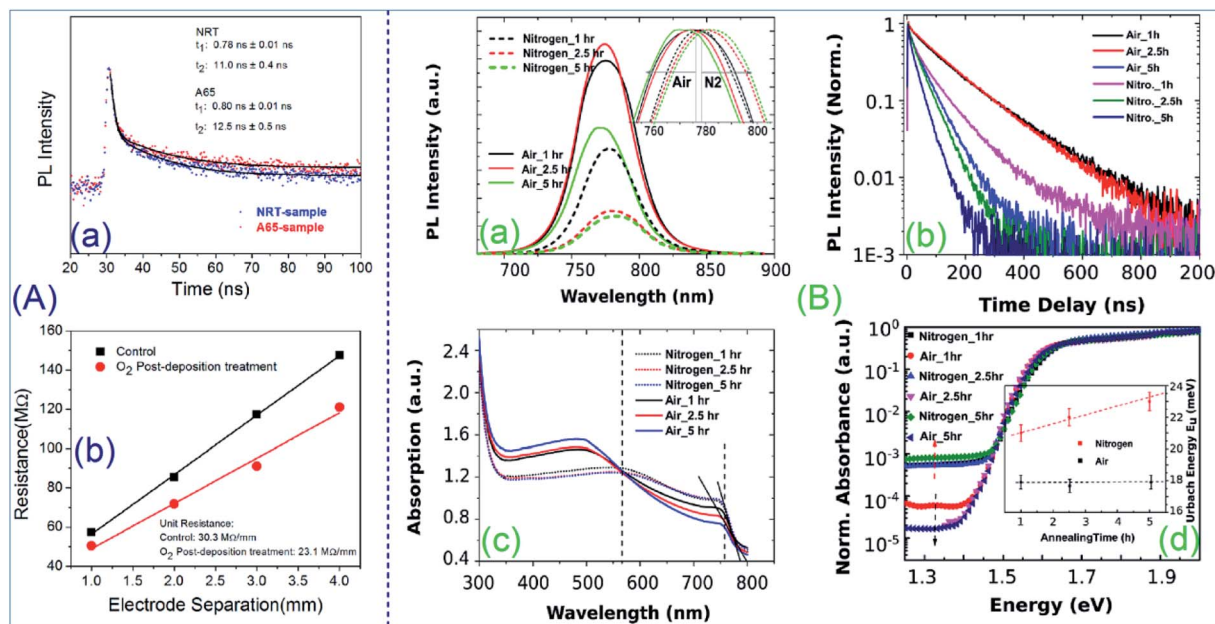 (A)
PL Intensity
NRT
t1: 0.78 ns ± 0.01 ns
t2: 11.0 ns ± 0.4 ns
A65
t1: 0.80 ns ± 0.01 ns
t2: 12.5 ns ± 0.5 ns
(a)
NRT-sample
A65-sample
20 30 40 50 60 70 80 90 100
Time (ns)
Resistance(MΩ)
160
140
120
100
80
60
40
Control
O2 Post-deposition treatment
(b)
Unit Resistance:
Control: 30.3 MΩ/mm
O2 Post-deposition treatment: 23.1 MΩ/mm
1.0 1.5 2.0 2.5 3.0 3.5 4.0
Electrode Separation(mm)
(B)
PL Intensity (a.u.)
Nitrogen_1 hr
Nitrogen_2.5 hr
Nitrogen_5 hr
Air N2
760 780 800
Air_1 hr
Air_2.5 hr
Air_5 hr
(a)
700 750 800 850 900
Wavelength (nm)
PL Intensity (Norm.)
1
0.1
0.01
1E-3
Air_1h
Air_2.5h
Air_5h
Nitro._1h
Nitro._2.5h
Nitro._5h
(b)
0 200 400 600 800 200
Time Delay (ns)
Absorption (a.u.)
2.4
2.0
1.6
1.2
0.8
0.4
Nitrogen_1 hr
Nitrogen_2.5 hr
Nitrogen_5 hr
Air_1 hr
Air_2.5 hr
Air_5 hr
(c)
300 400 500 600 700 800
Wavelength (nm)
Norm. Absorbance (a.u.)
10^0
10^-1
10^-2
10^-3
10^-4
10^-5
Nitrogen_1hr
Air_1hr
Nitrogen_2.5hr
Air_2.5hr
Nitrogen_5hr
Air_5hr
Nitrogen
Air
24
22
20
18
16
Urbach Energy Eu (meV)
1 2 3 4 5
AnnealingTime (h)
(d)
1.3 1.5 1.7 1.9
Energy (eV)